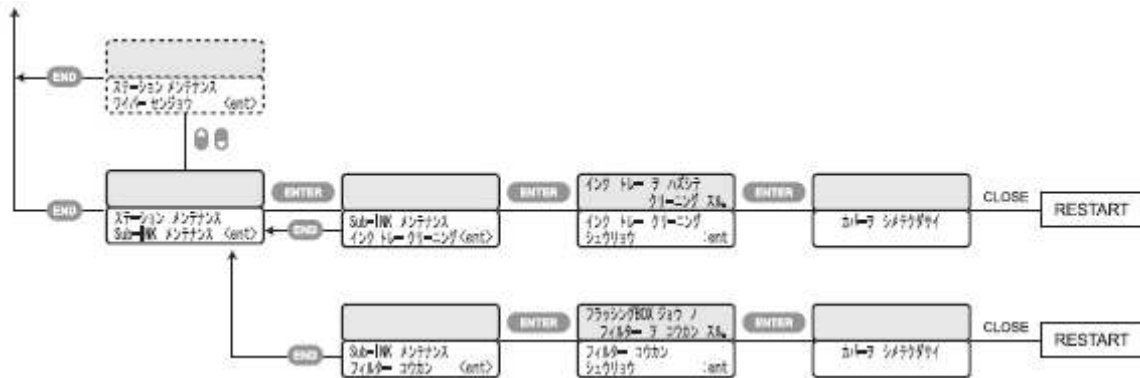 END
ステーション メンテナンス
ワイパー センジョウ <ent>
END
ステーション メンテナンス
Sub-INK メンテナンス <ent>
ENTER
END
Sub-INK メンテナンス
インク トレー クリーニング<ent>
ENTER
インク トレー ヲ ハズシテ
クリーニング スル。
インク トレー クリーニング
シュウリョウ :ent
ENTER
カバーヲ シメテクダサイ
CLOSE
RESTART
END
Sub-INK メンテナンス
フィルター コウカン <ent>
ENTER
フラッシングBOX ジョウ ノ
フィルター ヲ コウカン スル。
フィルター コウカン
シュウリョウ :ent
ENTER
カバーヲ シメテクダサイ
CLOSE
RESTART